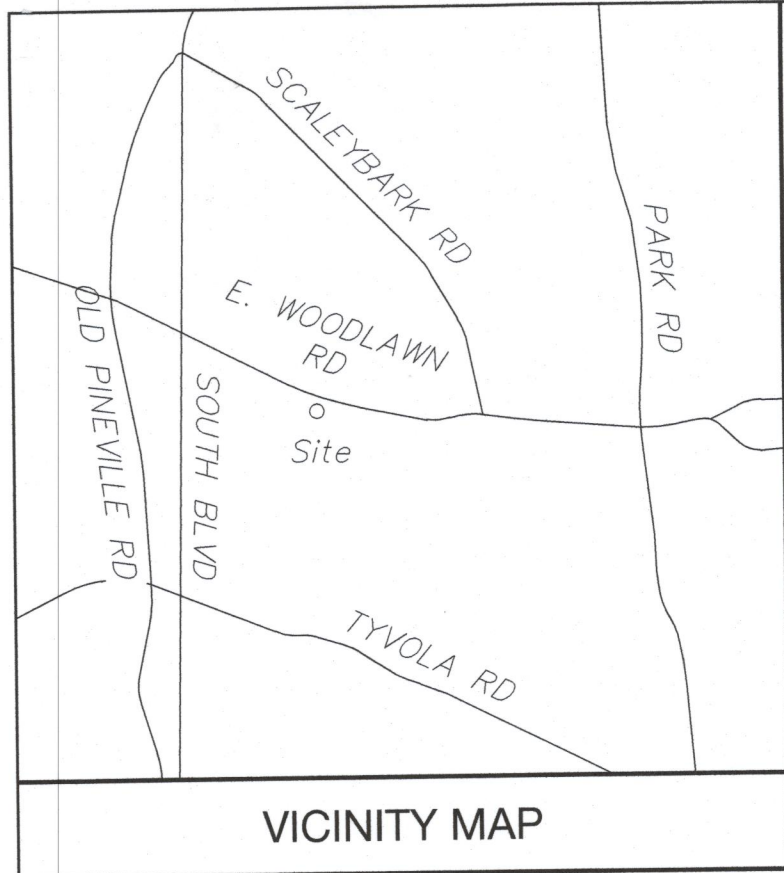 SCALEYBARK RD
PARK RD
E. WOODLAWN
RD
OLD PINEVILLE RD
SOUTH BLVD
Site
TYVOLA RD
VICINITY MAP